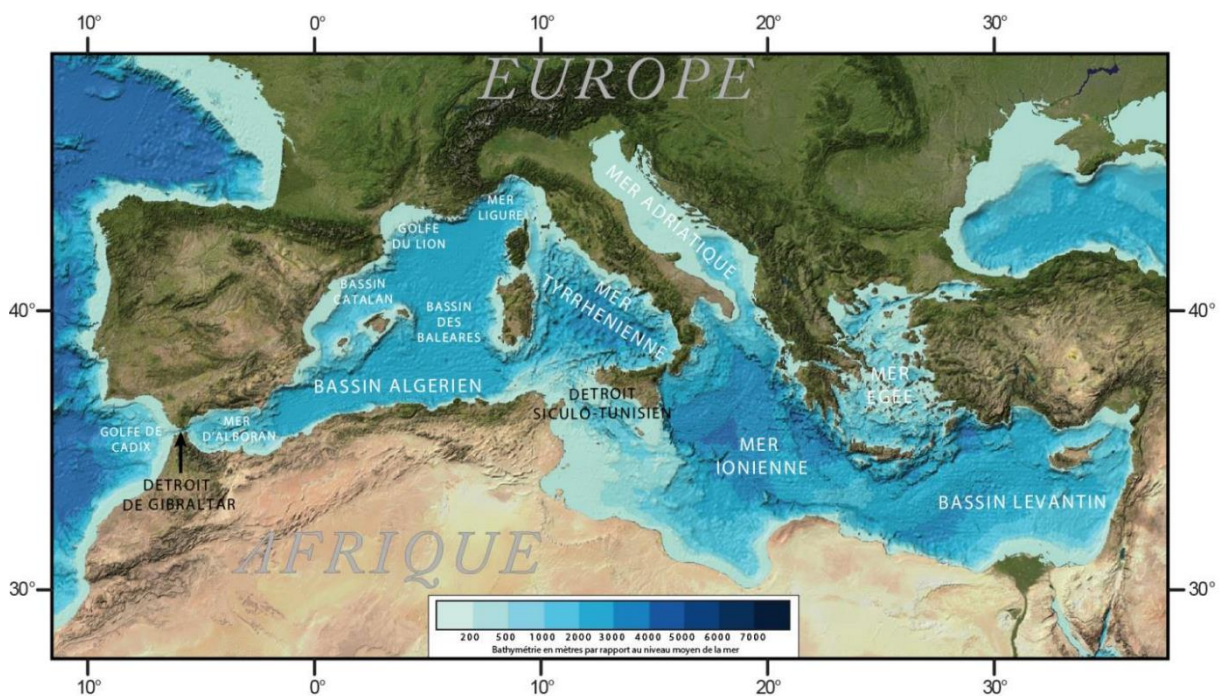 10° 0° 10° 20° 30°
EUROPE
MER ADRIATIQUE
MER
LIGURE
GOLFE
DU LION
BASSIN
CATALAN
40° 40°
BASSIN
DES
BALEARES
MER
TYRRHENIENNE
BASSIN ALGERIEN
DETROIT
SICULO-TUNISIEN
MER
EGÉE
GOLFE DE
CADIX
MER
D'ALBORAN
MER
IONIENNE
DETROIT
DE GIBRALTAR
BASSIN LEVANTIN
AFRIQUE
30° 30°
200 500 1000 2000 3000 4000 5000 6000 7000
Bathymétrie en mètres par rapport au niveau moyen de la mer
10° 0° 10° 20° 30°